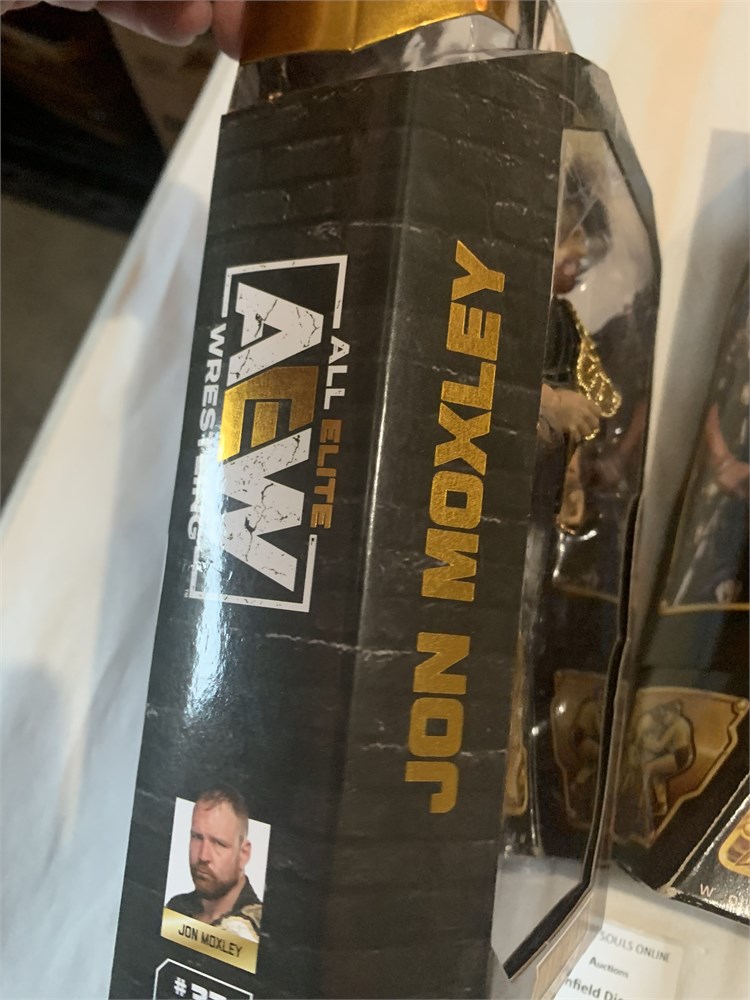 ALL ELITE
AEW
WRESTLING
JON MOXLEY
JON MOXLEY
SOULS ONLINE
Auctions